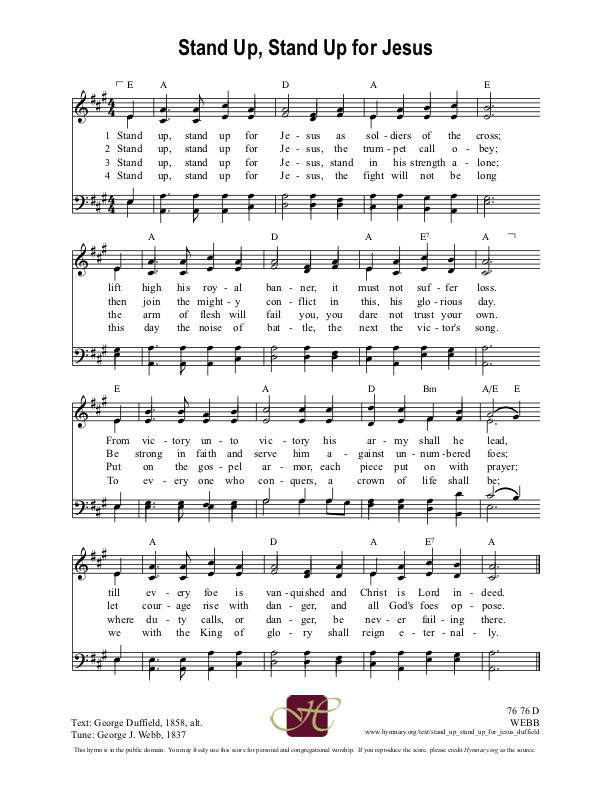 Stand Up, Stand Up for Jesus
E A D A E
1 Stand up, stand up for Je - sus as sol - diers of the cross;
2 Stand up, stand up for Je - sus, the trum - pet call o - bey;
3 Stand up, stand up for Je - sus, stand in his strength a - lone;
4 Stand up, stand up for Je - sus, the fight will not be long
A D A E7 A
lift high his roy - al ban - ner, it must not suf - fer loss.
then join the might - y con - flict in this, his glo - rious day.
the arm of flesh will fail you, you dare not trust your own.
this day the noise of bat - tle, the next the vic - tor's song.
E A D Bm A/E E
From vic - tory un - to vic - tory his ar - my shall he lead,
Be strong in faith and serve him a - gainst un - num - bered foes;
Put on the gos - pel ar - mor, each piece put on with prayer;
To ev - ery one who con - quers, a crown of life shall be;
A D A E7 A
till ev - ery foe is van - quished and Christ is Lord in - deed.
let cour - age rise with dan - ger, and all God's foes op - pose.
where du - ty calls, or dan - ger, be nev - er fail - ing there.
we with the King of glo - ry shall reign e - ter - nal - ly.
H
Text: George Duffield, 1858, alt.
Tune: George J. Webb, 1837
76 76 D
WEBB
www.hymnary.org/text/stand_up_stand_up_for_jesus_duffield
This hymn is in the public domain. You may freely use this score for personal and congregational worship. If you reproduce the score, please credit Hymnary.org as the source.